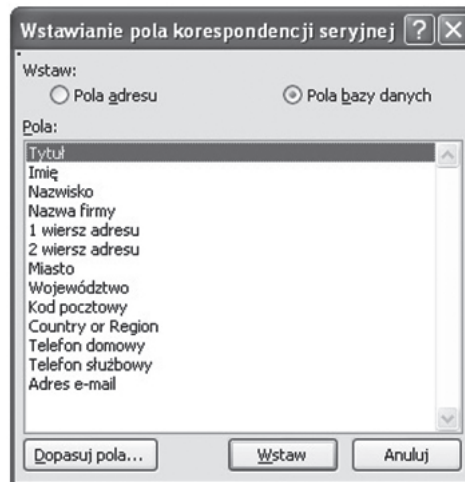 Wstawianie pola korespondencji seryjnej
Wstaw:
Pola adresu Pola bazy danych
Pola:
Tytuł
Imię
Nazwisko
Nazwa firmy
1 wiersz adresu
2 wiersz adresu
Miasto
Województwo
Kod pocztowy
Country or Region
Telefon domowy
Telefon służbowy
Adres e-mail
Dopasuj pola... Wstaw Anuluj